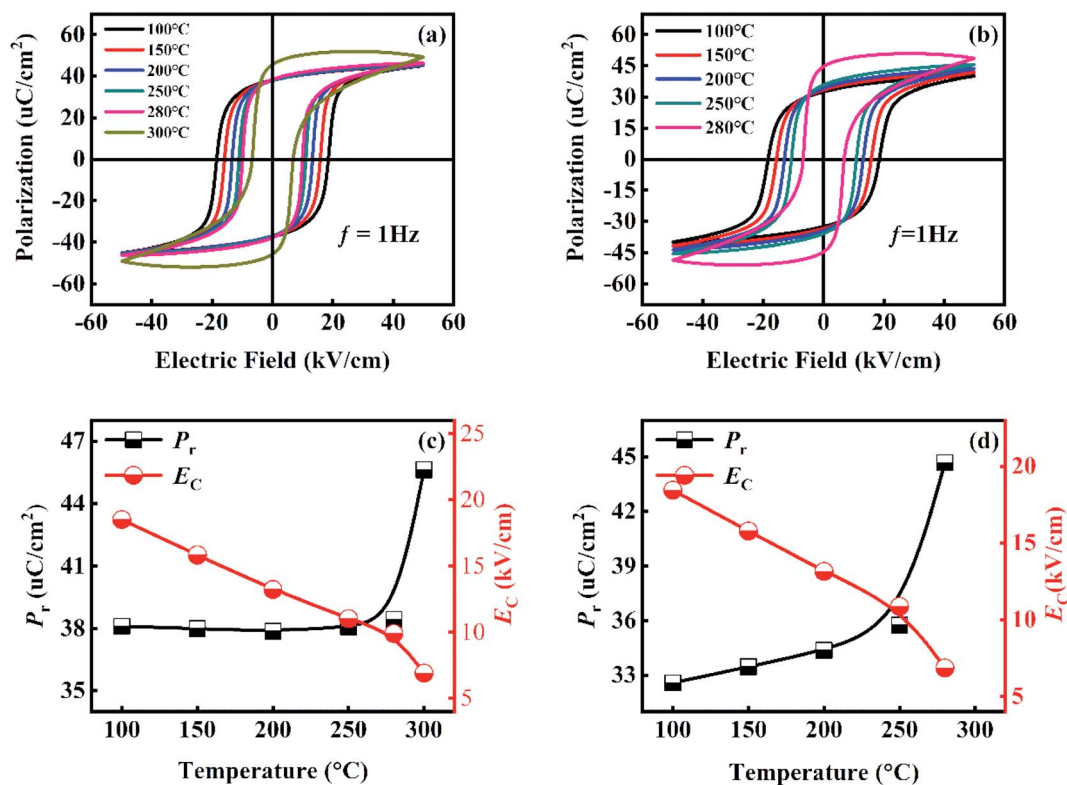 (a)
100°C
150°C
200°C
250°C
280°C
300°C
f = 1Hz
Polarization (uC/cm²)
60
40
20
0
-20
-40
-60
-60 -40 -20 0 20 40 60
Electric Field (kV/cm)
(b)
100°C
150°C
200°C
250°C
280°C
f=1Hz
Polarization (uC/cm²)
60
45
30
15
0
-15
-30
-45
-60
-60 -40 -20 0 20 40 60
Electric Field (kV/cm)
(c)
Pr
EC
Pr (uC/cm²)
47
44
41
38
35
EC (kV/cm)
25
20
15
10
5
100 150 200 250 300
Temperature (°C)
(d)
Pr
EC
Pr (uC/cm²)
45
42
39
36
33
EC(kV/cm)
20
15
10
5
100 150 200 250 300
Temperature (°C)